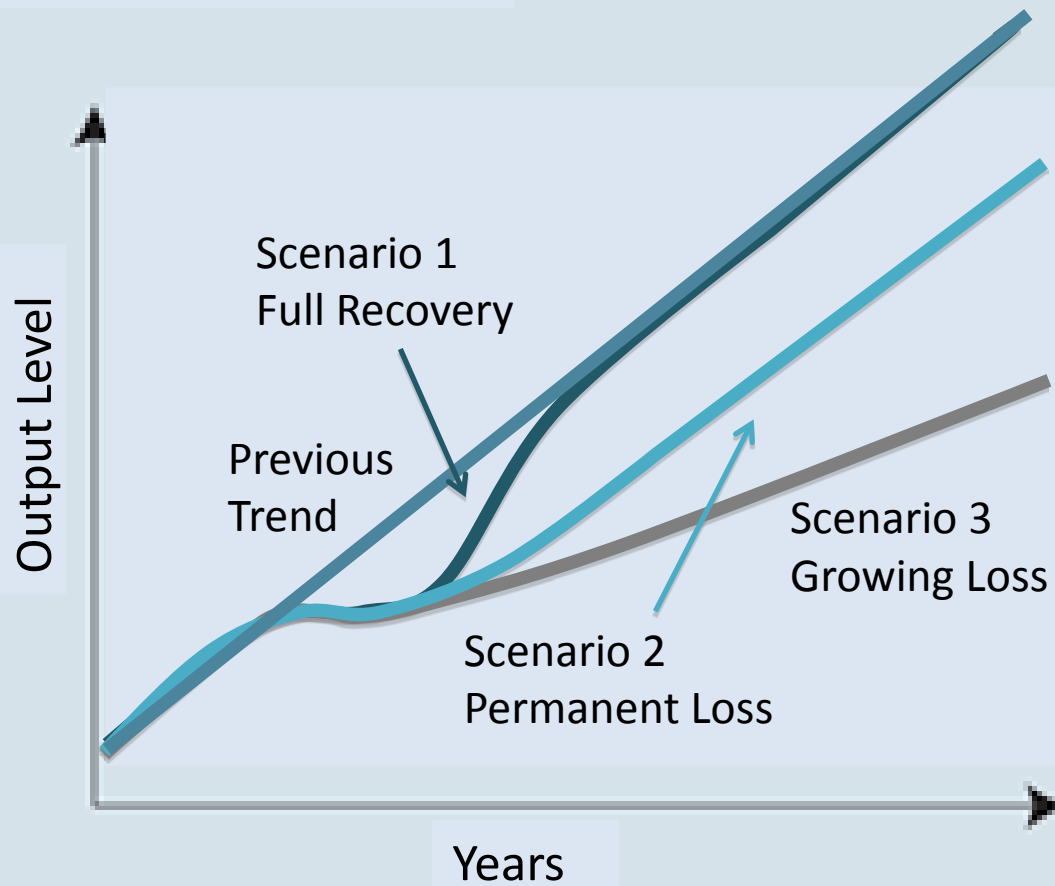 Scenario 1
Full Recovery
Output Level
Previous
Trend
Scenario 3
Growing Loss
Scenario 2
Permanent Loss
Years